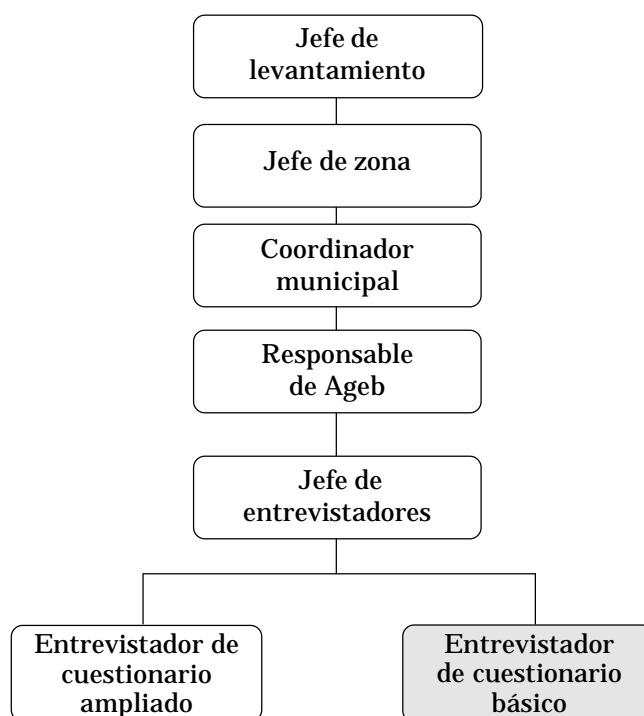 Jefe de
levantamiento
Jefe de zona
Coordinador
municipal
Responsable
de Ageb
Jefe de
entrevistadores
Entrevistador de
cuestionario
ampliado
Entrevistador
de cuestionario
básico